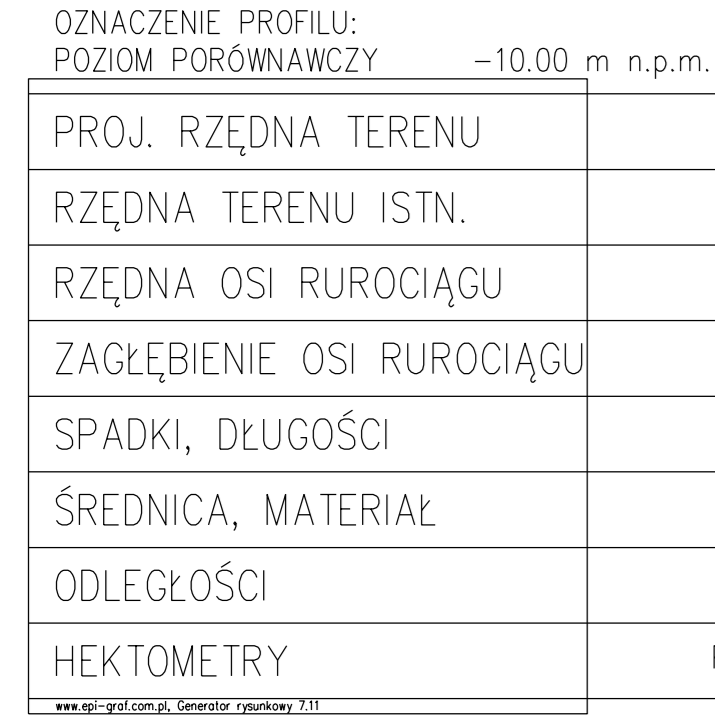 OZNACZENIE PROFILU:
POZIOM PORÓWNAWCZY -10.00 m n.p.m.
PROJ. RZĘDNA TERENU
RZĘDNA TERENU ISTN.
RZĘDNA OSI RUROCIĄGU
ZAGŁĘBIENIE OSI RUROCIĄGU
SPADKI, DŁUGOŚCI
ŚREDNICA, MATERIAŁ
ODLEGŁOŚCI
HEKTOMETRY
www.epi-graf.com.pl, Generator rysunkowy 7.11